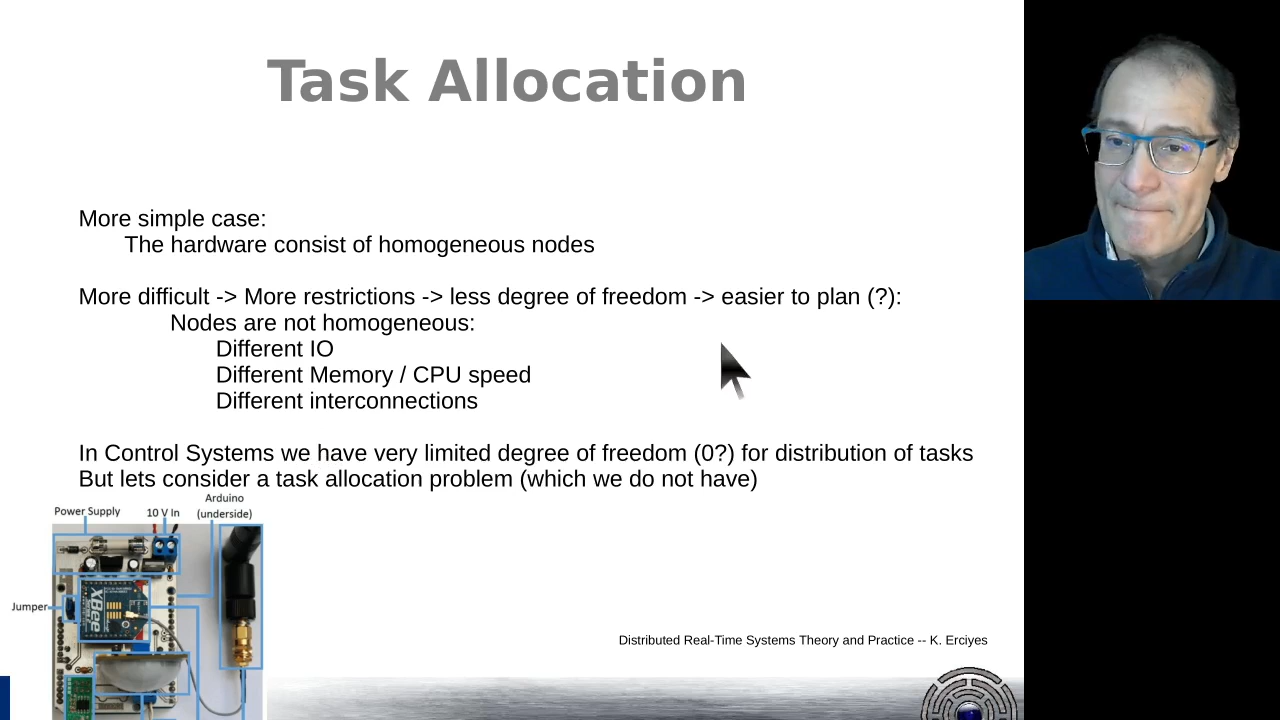 Task Allocation
More simple case:
The hardware consist of homogeneous nodes
More difficult -> More restrictions -> less degree of freedom -> easier to plan (?):
Nodes are not homogeneous:
Different IO
Different Memory / CPU speed
Different interconnections
In Control Systems we have very limited degree of freedom (0?) for distribution of tasks
But lets consider a task allocation problem (which we do not have)
Arduino
(underside)
Power Supply
10 V In
Jumper
XBee
Distributed Real-Time Systems Theory and Practice -- K. Erciyes